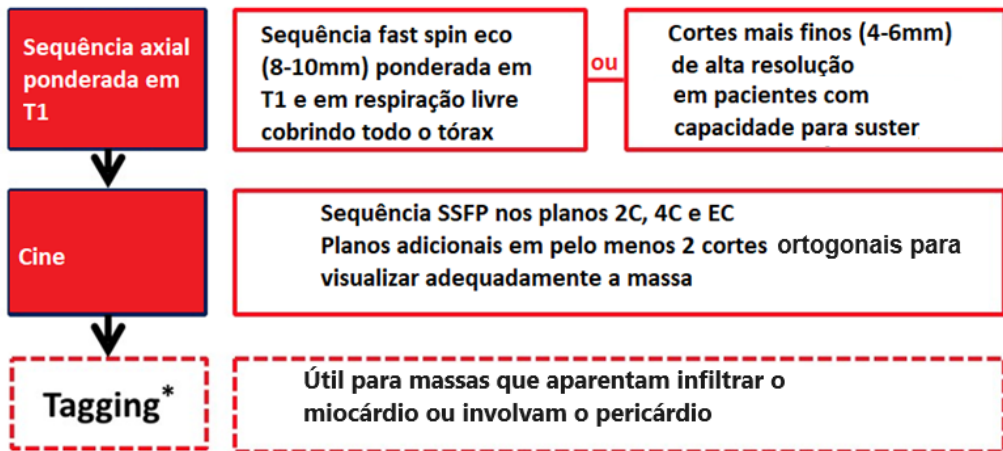 Sequência axial
ponderada em
T1
Sequência fast spin eco
(8-10mm) ponderada em
T1 e em respiração livre
cobrindo todo o tórax
ou
Cortes mais finos (4-6mm)
de alta resolução
em pacientes com
capacidade para suster
Cine
Sequência SSFP nos planos 2C, 4C e EC
Planos adicionais em pelo menos 2 cortes ortogonais para
visualizar adequadamente a massa
Tagging*
Útil para massas que aparentam infiltrar o
miocárdio ou involvam o pericárdio